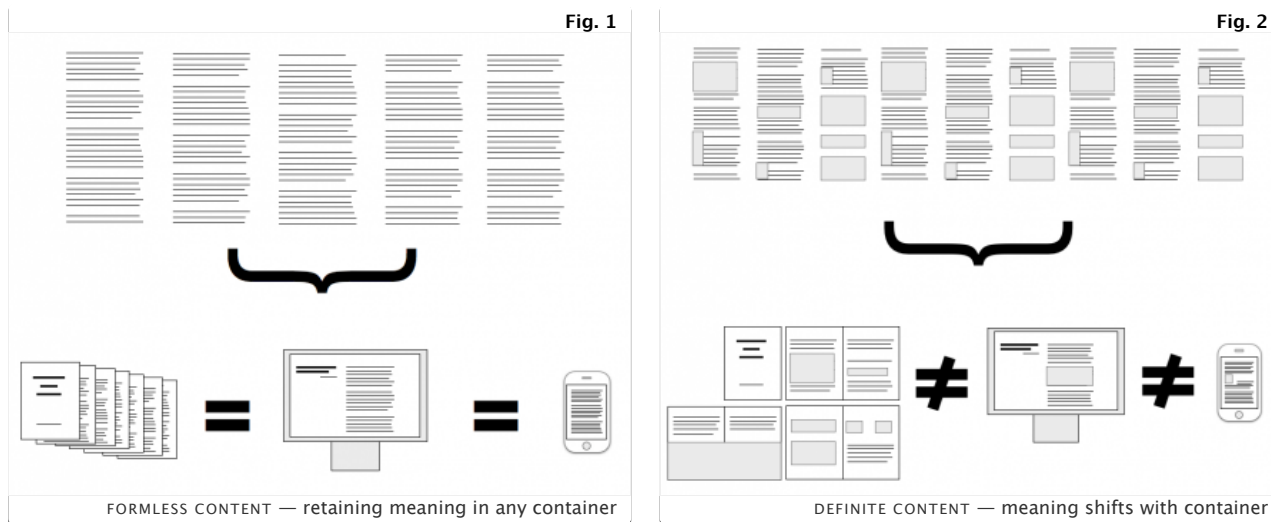 Fig. 1
FORMLESS CONTENT — retaining meaning in any container
Fig. 2
DEFINITE CONTENT — meaning shifts with container